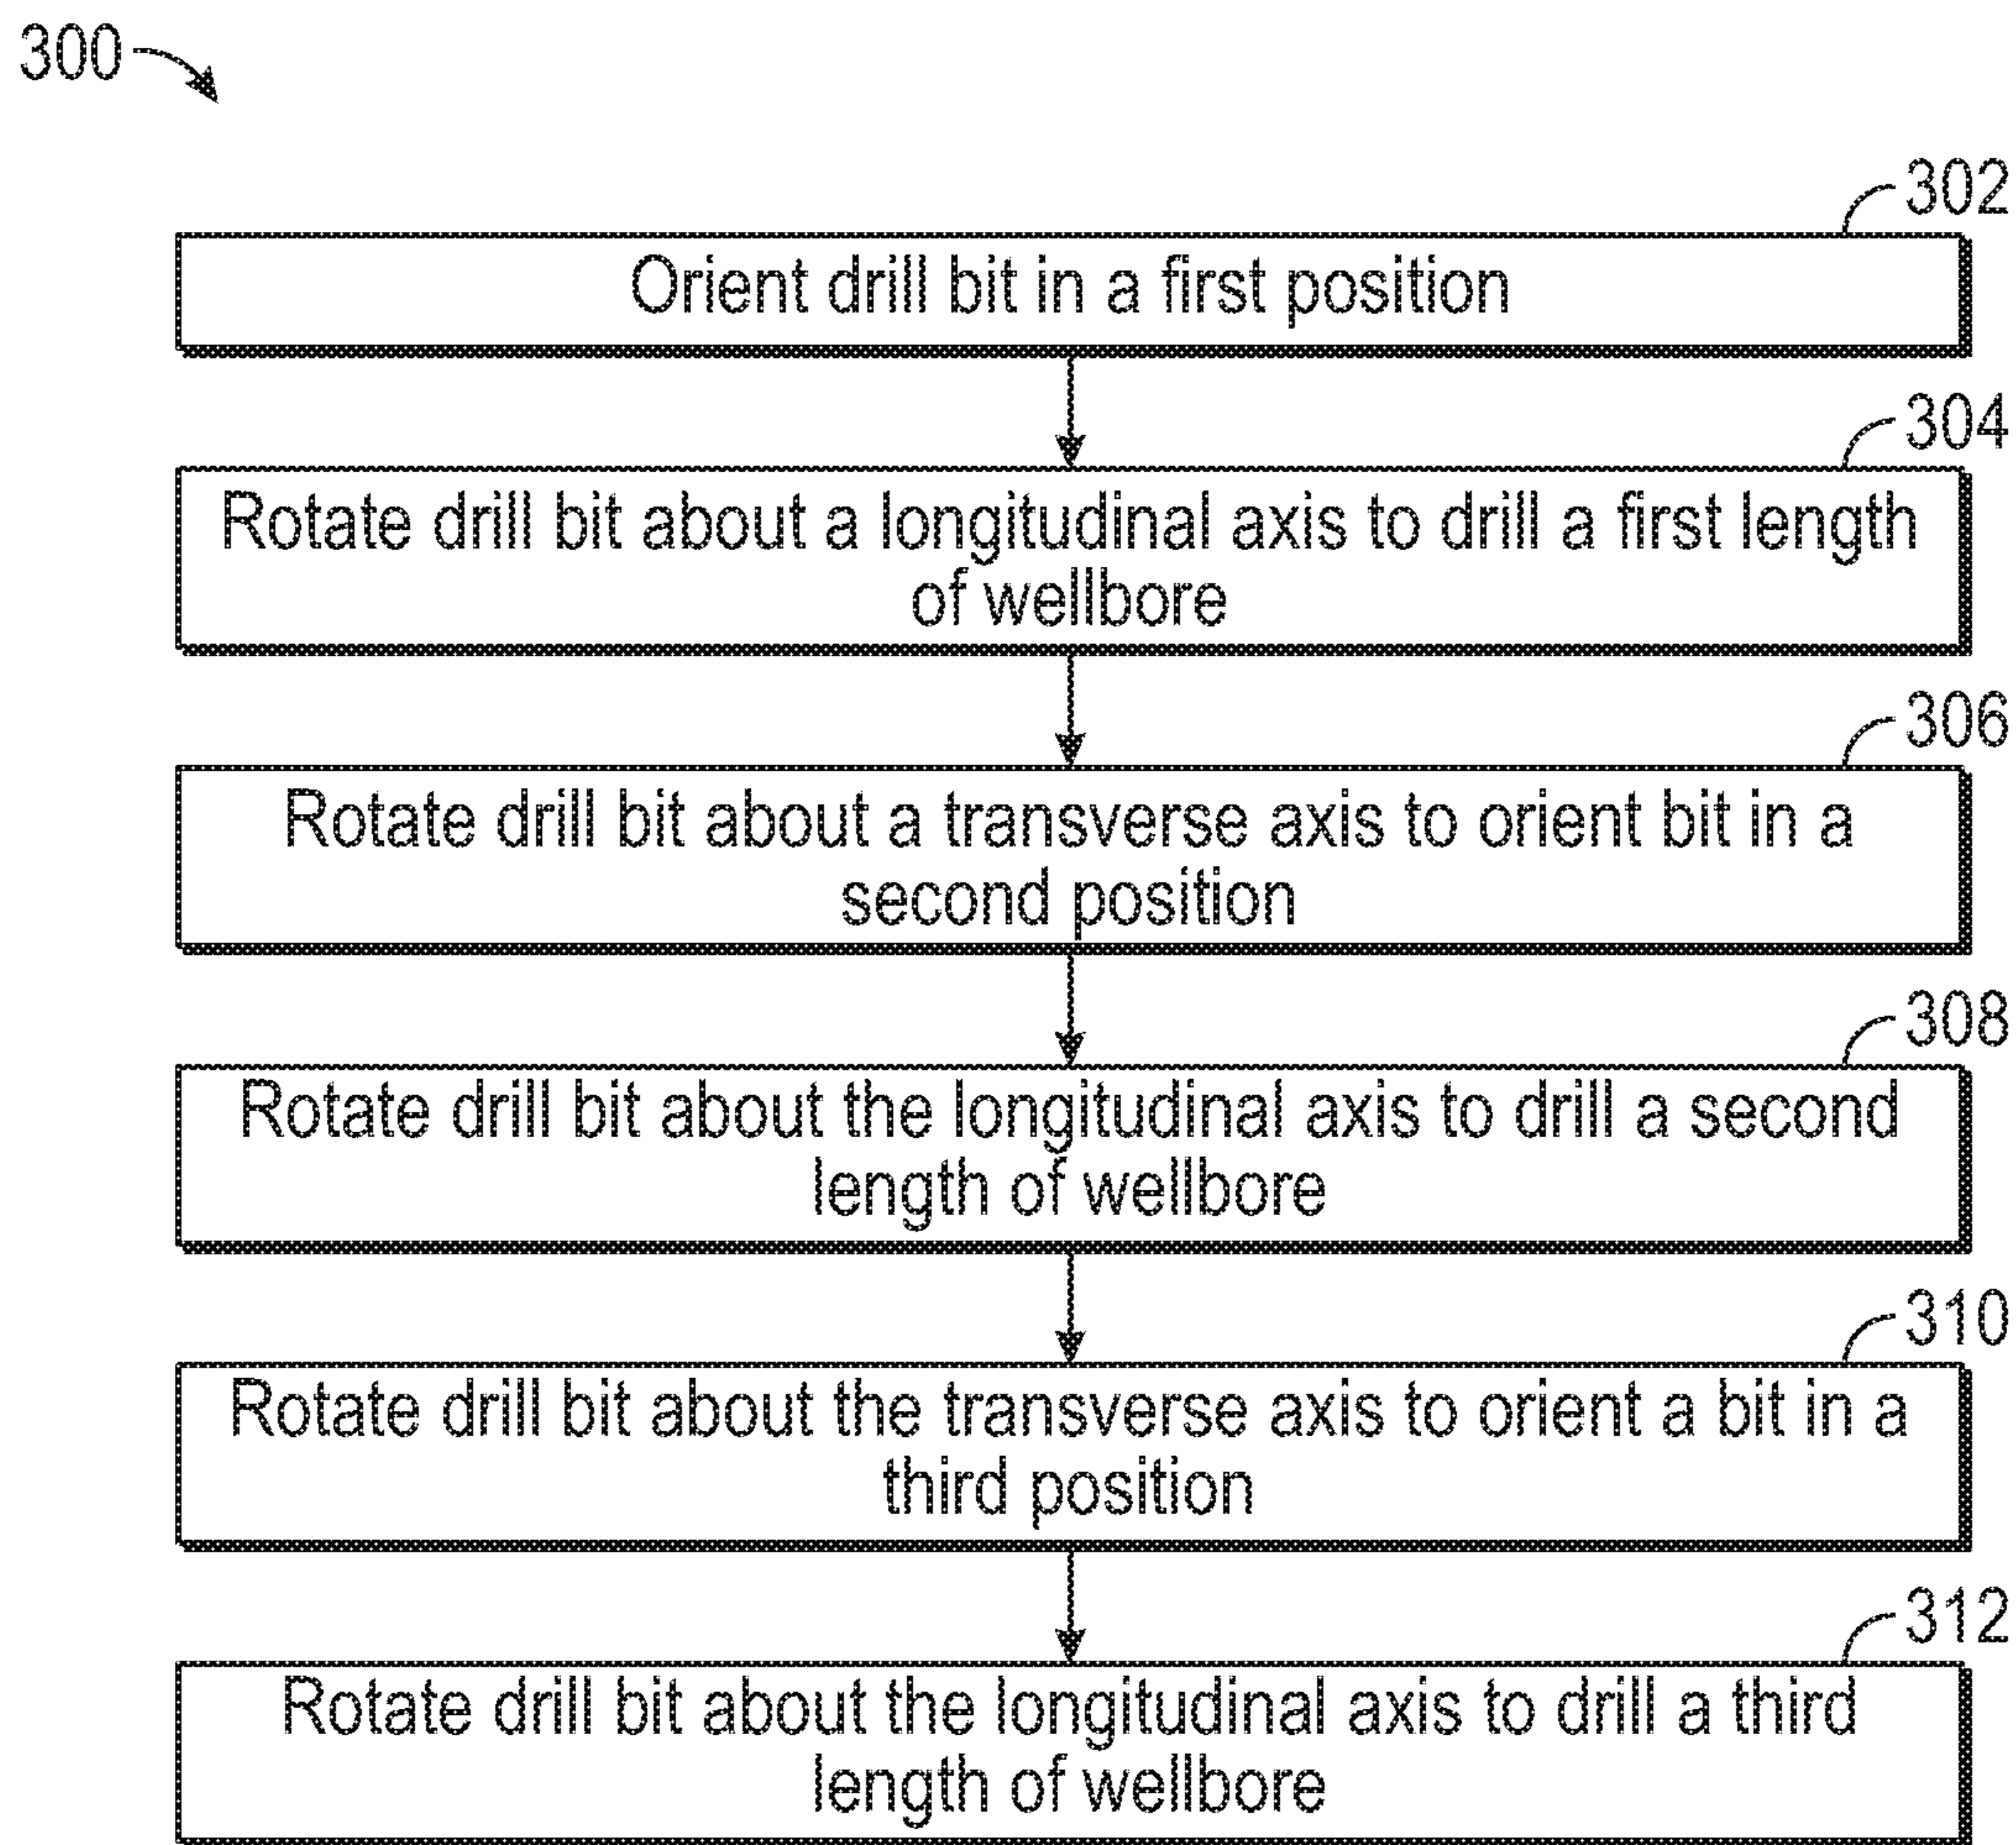 300
302
Orient drill bit in a first position
304
Rotate drill bit about a longitudinal axis to drill a first length
of wellbore
306
Rotate drill bit about a transverse axis to orient bit in a
second position
308
Rotate drill bit about the longitudinal axis to drill a second
length of wellbore
310
Rotate drill bit about the transverse axis to orient a bit in a
third position
312
Rotate drill bit about the longitudinal axis to drill a third
length of wellbore